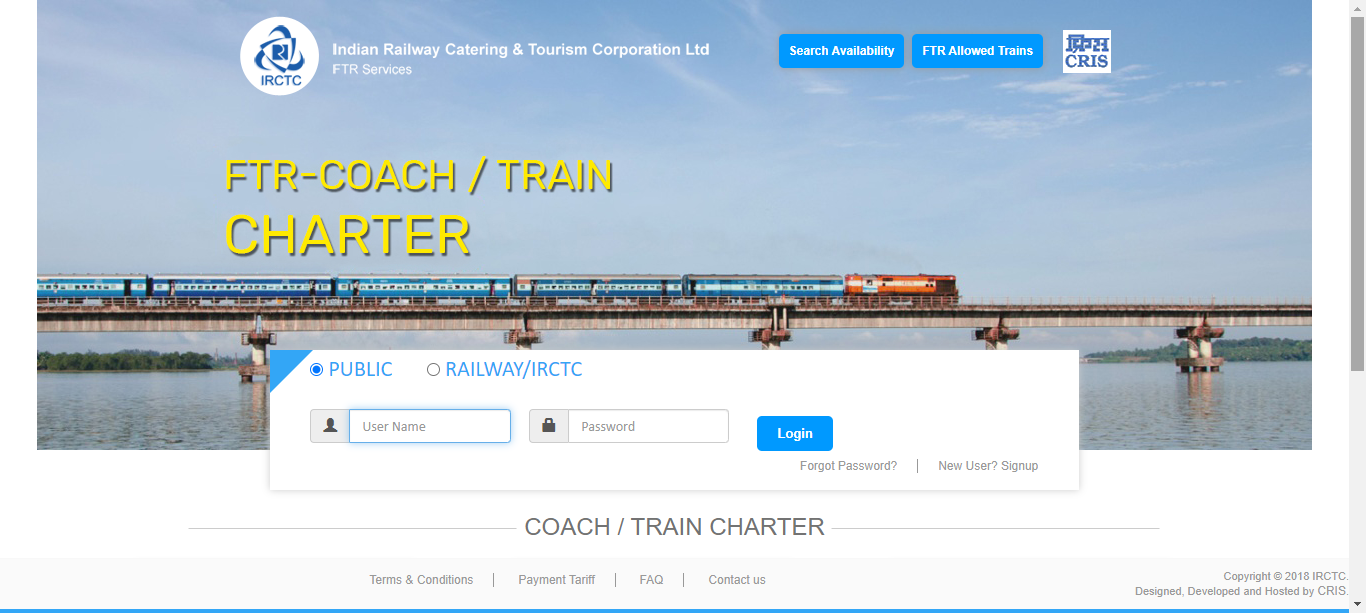 IRCTC
Indian Railway Catering & Tourism Corporation Ltd
FTR Services
Search Availability
FTR Allowed Trains
क्रिस
CRIS
FTR-COACH / TRAIN
CHARTER
PUBLIC
RAILWAY/IRCTC
User Name
Password
Login
Forgot Password?
New User? Signup
COACH / TRAIN CHARTER
Terms & Conditions
Payment Tariff
FAQ
Contact us
Copyright © 2018 IRCTC.
Designed, Developed and Hosted by CRIS.